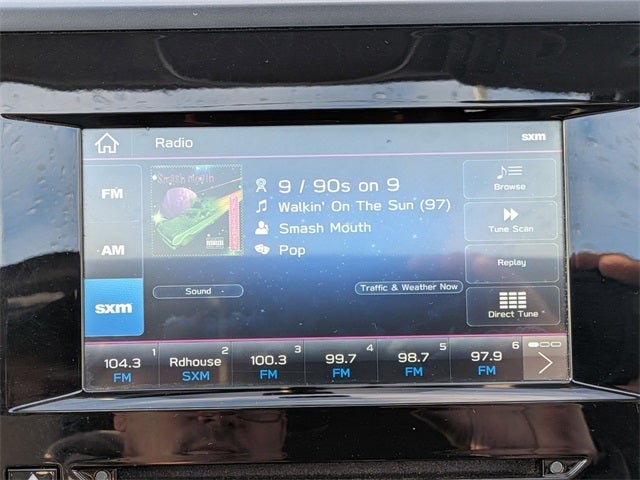 Radio
sxm
FM
AM
sxm
Smash Mouth
9 / 90s on 9
Walkin' On The Sun (97)
Smash Mouth
Pop
Sound
Traffic & Weather Now
Browse
Tune Scan
Replay
Direct Tune
1
104.3
FM
2
Rdhouse
SXM
3
100.3
FM
4
99.7
FM
5
98.7
FM
6
97.9
FM